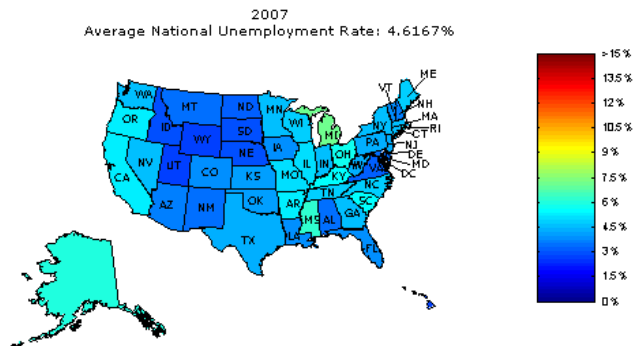 2007
Average National Unemployment Rate: 4.6167%
>15%
13.5%
12%
10.5%
9%
7.5%
6%
4.5%
3%
1.5%
0%
WA
MT
ND
MN
VT
ME
NH
MA
RI
CT
NJ
DE
MD
DC
OR
ID
WY
SD
WI
MI
NY
PA
NV
UT
CO
NE
IA
IL
IN
OH
WV
VA
CA
KS
MO
KY
NC
AZ
NM
OK
AR
TN
SC
TX
LA
MS
AL
GA
FL